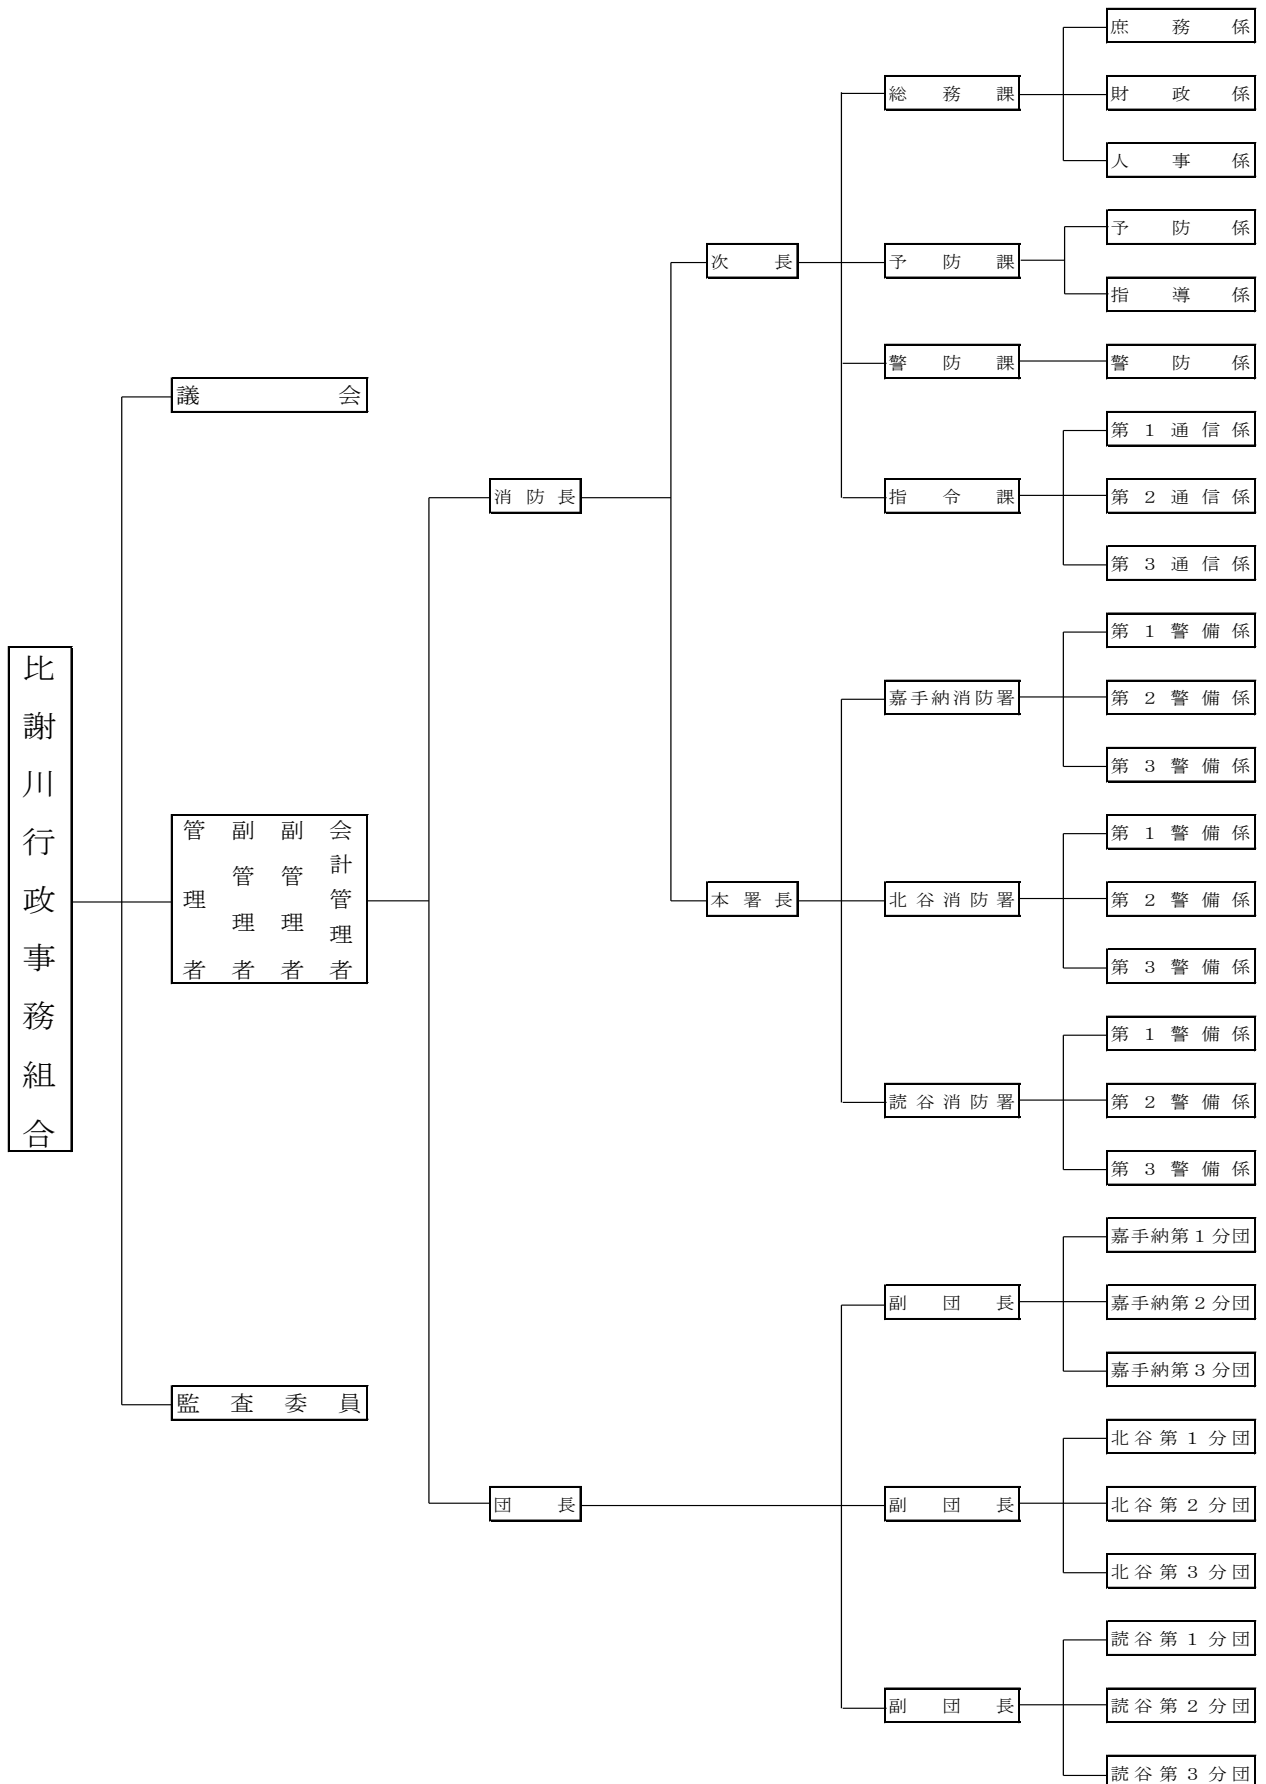 比謝川行政事務組合
議会
管理者
副管理者
副管理者
会計管理者
監査委員
消防長
団長
次長
本署長
総務課
予防課
警防課
指令課
嘉手納消防署
北谷消防署
読谷消防署
副団長
副団長
副団長
庶務係
財政係
人事係
予防係
指導係
警防係
第1通信係
第2通信係
第3通信係
第1警備係
第2警備係
第3警備係
第1警備係
第2警備係
第3警備係
第1警備係
第2警備係
第3警備係
嘉手納第1分団
嘉手納第2分団
嘉手納第3分団
北谷第1分団
北谷第2分団
北谷第3分団
読谷第1分団
読谷第2分団
読谷第3分団